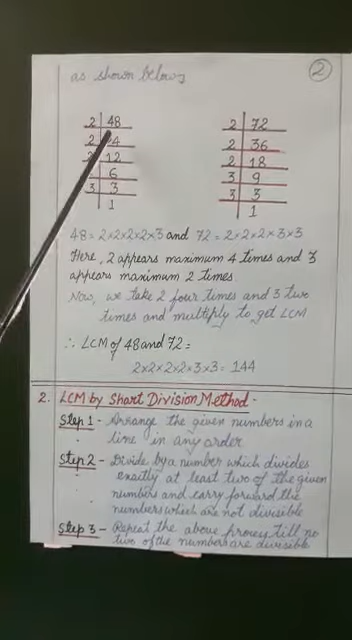 as shown below,
2
2 48
2 4
12
6
3 3
1
2 72
2 36
2 18
3 9
3 3
1
48 = 2×2×2×2×3 and 72 = 2×2×2×3×3
Here, 2 appears maximum 4 times and 3
appears maximum 2 times.
Now, we take 2 four times and 3 two
times and multiply to get LCM
∴ LCM of 48 and 72 =
2×2×2×2×3×3 = 144
2. LCM by Short Division Method -
Step 1 - Arrange the given numbers in a
line in any order
Step 2 - Divide by a number which divides
exactly at least two of the given
numbers and carry forward the
numbers which are not divisible
Step 3 - Repeat the above process till no
two of the numbers are divisible